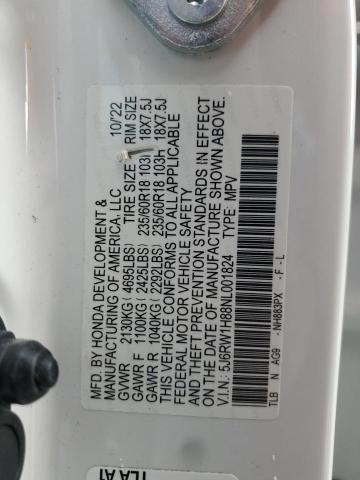 MFD. BY HONDA DEVELOPMENT &
MANUFACTURING OF AMERICA, LLC 10/22
GVWR 2130KG (4695LBS) TIRE SIZE RIM SIZE
GAWR F 1100KG (2425LBS) 235/60R18 103H 18X7.5J
GAWR R 1040KG (2292LBS) 235/60R18 103H 18X7.5J
THIS VEHICLE CONFORMS TO ALL APPLICABLE
FEDERAL MOTOR VEHICLE SAFETY
AND THEFT PREVENTION STANDARDS IN EFFECT
ON THE DATE OF MANUFACTURE SHOWN ABOVE.
V.I.N.: 5J6RW1H88NL001824 TYPE: MPV
TLB N AG9 NH883PX - F - L
TLA A1